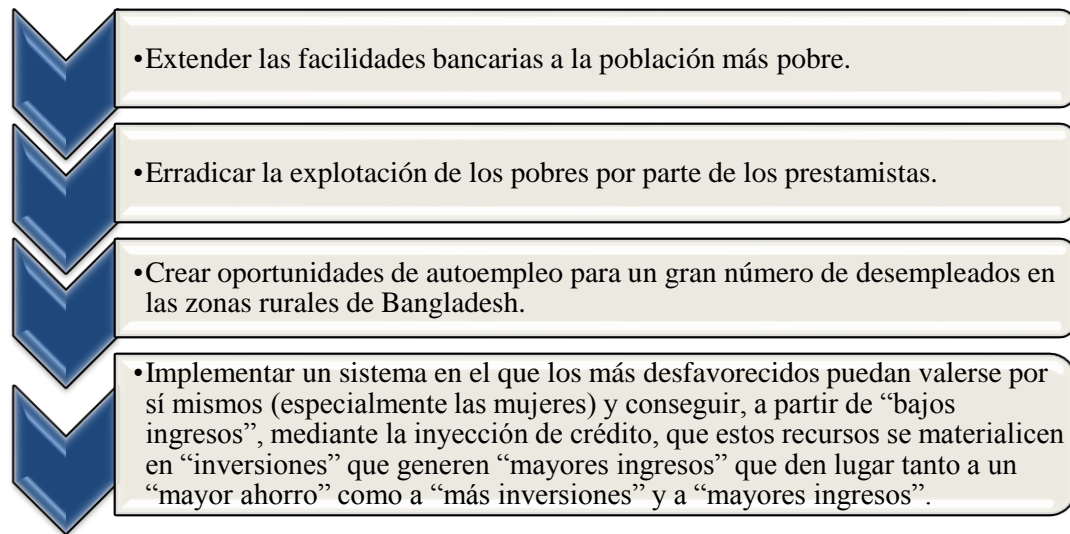 •Extender las facilidades bancarias a la población más pobre.
•Erradicar la explotación de los pobres por parte de los prestamistas.
•Crear oportunidades de autoempleo para un gran número de desempleados en
las zonas rurales de Bangladesh.
•Implementar un sistema en el que los más desfavorecidos puedan valerse por
sí mismos (especialmente las mujeres) y conseguir, a partir de “bajos
ingresos”, mediante la inyección de crédito, que estos recursos se materialicen
en “inversiones” que generen “mayores ingresos” que den lugar tanto a un
“mayor ahorro” como a “más inversiones” y a “mayores ingresos”.